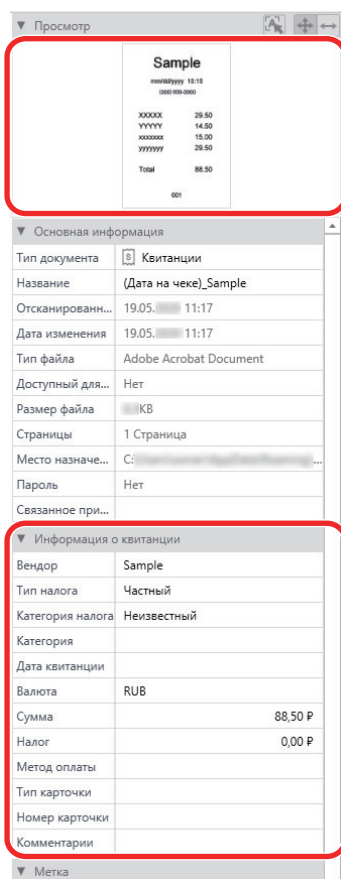 Просмотр
Sample
mm/dd/yyyy 15:15
(000) 000-0000
XXXXX 29.50
YYYYY 14.50
xxxxxxx 15.00
yyyyyyy 29.50
Total 88.50
001
Основная информация
Тип документа Квитанции
Название (Дата на чеке)_Sample
Отсканированн... 19.05. 11:17
Дата изменения 19.05. 11:17
Тип файла Adobe Acrobat Document
Доступный для... Нет
Размер файла KB
Страницы 1 Страница
Место назначе... C: ...
Пароль Нет
Связанное при...
Информация о квитанции
Вендор Sample
Тип налога Частный
Категория налога Неизвестный
Категория
Дата квитанции
Валюта RUB
Сумма 88,50 ₽
Налог 0,00 ₽
Метод оплаты
Тип карточки
Номер карточки
Комментарии
Метка